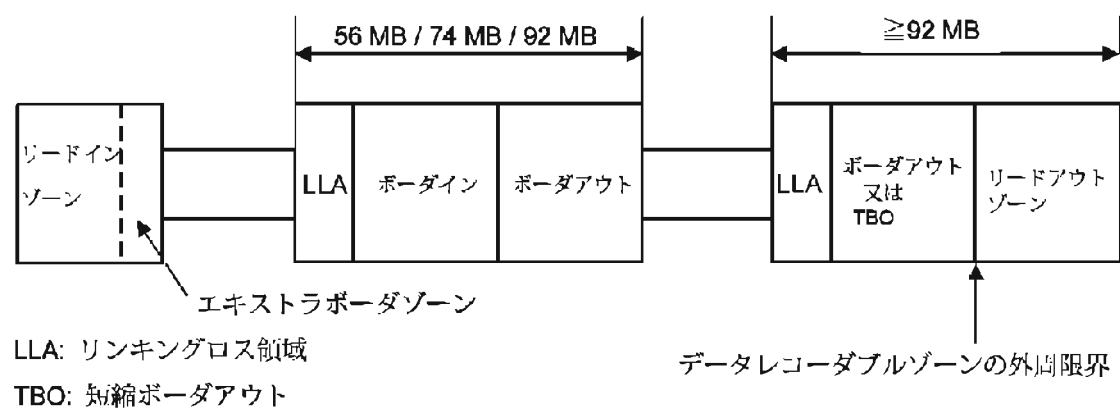 56 MB / 74 MB / 92 MB
≧92 MB
リードイン
ゾーン
LLA
ボーダイン
ボーダアウト
LLA
ボーダアウト
又は
TBO
リードアウト
ゾーン
エキストラボーダゾーン
LLA: リンキングロス領域
データレコーダブルゾーンの外周限界
TBO: 短縮ボーダアウト